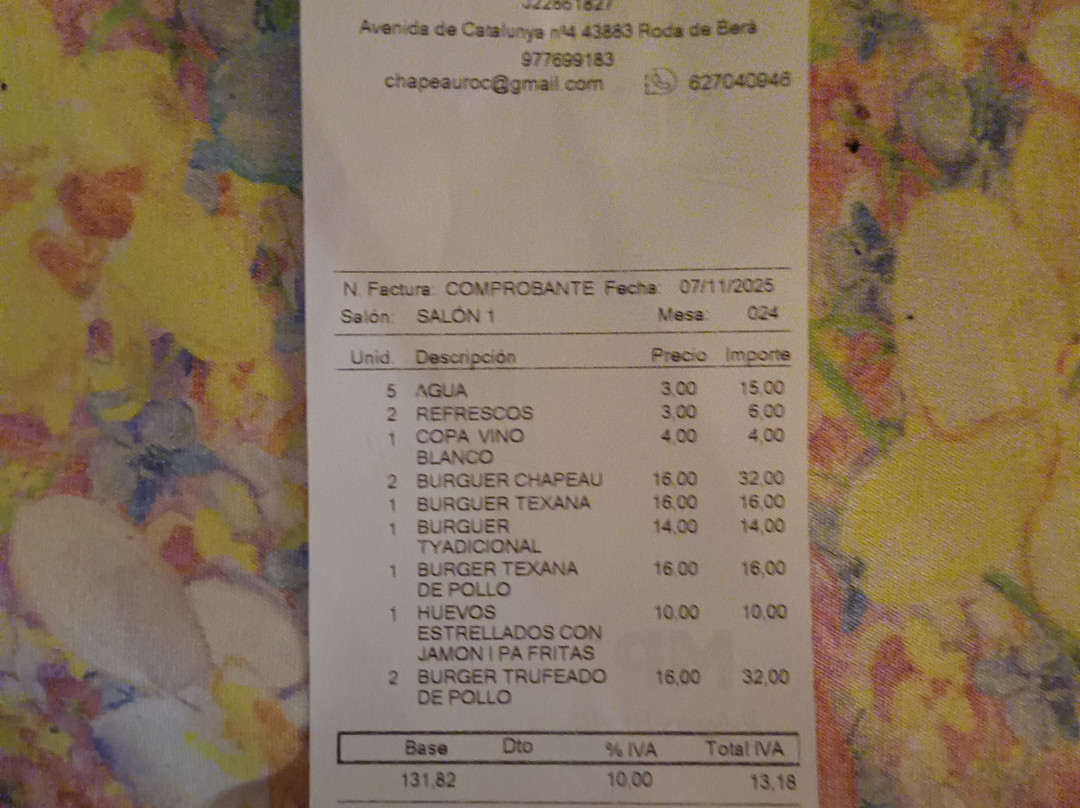 Avenida de Catalunya nº4 43883 Roda de Berà
977699183
chapeauroc@gmail.com 627040946
N. Factura: COMPROBANTE Fecha: 07/11/2025
Salón: SALÓN 1 Mesa: 024
Unid. Descripción Precio Importe
5 AGUA 3,00 15,00
2 REFRESCOS 3,00 6,00
1 COPA VINO 4,00 4,00
BLANCO
2 BURGUER CHAPEAU 16,00 32,00
1 BURGUER TEXANA 16,00 16,00
1 BURGUER 14,00 14,00
TYADICIONAL
1 BURGER TEXANA 16,00 16,00
DE POLLO
1 HUEVOS 10,00 10,00
ESTRELLADOS CON
JAMON I PA FRITAS
2 BURGER TRUFEADO 16,00 32,00
DE POLLO
Base Dto % IVA Total IVA
131,82 10,00 13,18